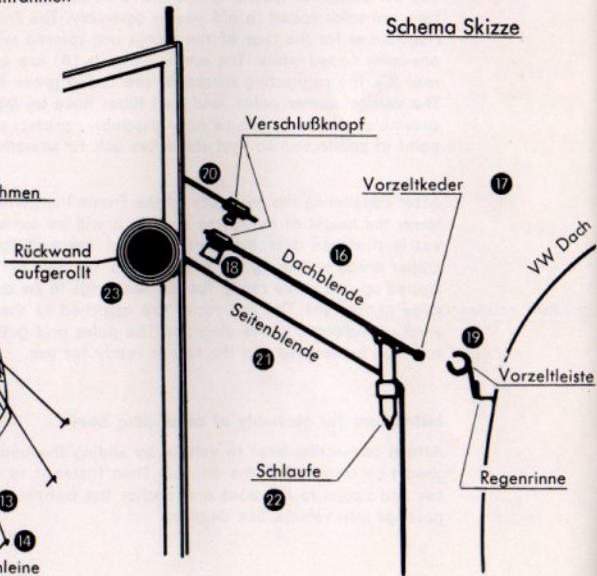 Schema Skizze
Verschlußknopf
20
Vorzeltkeder
17
hmen
VW Dach
Rückwand
aufgerollt
23
18
16
Dachblende
Seitenblende
21
19
Vorzeltleiste
Schlaufe
22
Regenrinne
13
14
leine